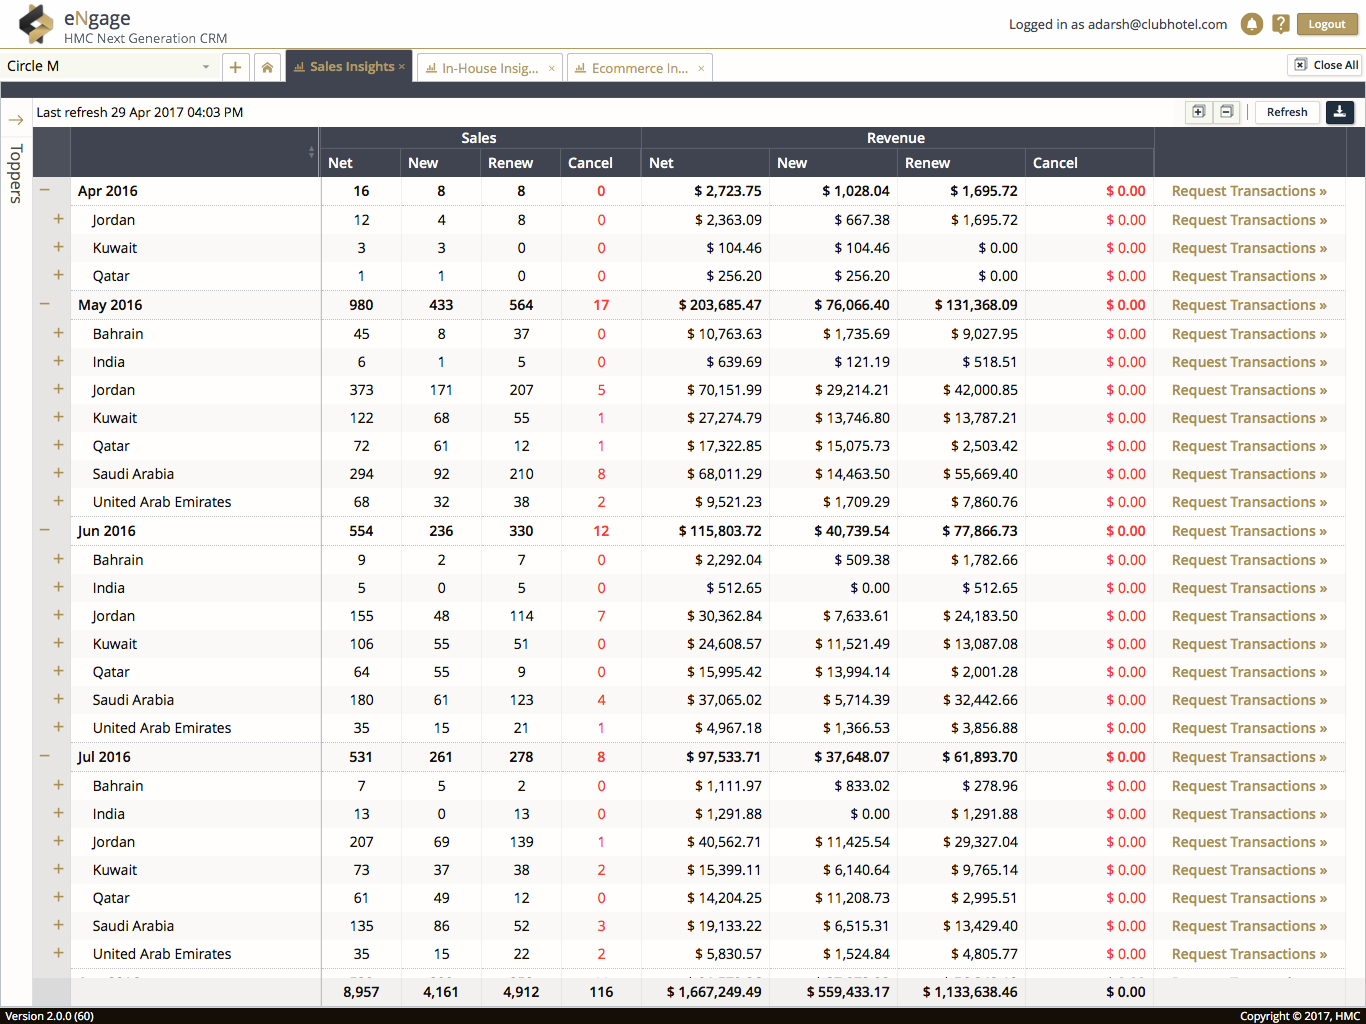 eNgage
HMC Next Generation CRM
Logged in as adarsh@clubhotel.com ? Logout
Circle M + Sales Insights × In-House Insig... × Ecommerce In... × Close All
Last refresh 29 Apr 2017 04:03 PM Refresh
Toppers
Sales Revenue
Net New Renew Cancel Net New Renew Cancel
− Apr 2016 16 8 8 0 $ 2,723.75 $ 1,028.04 $ 1,695.72 $ 0.00 Request Transactions »
+ Jordan 12 4 8 0 $ 2,363.09 $ 667.38 $ 1,695.72 $ 0.00 Request Transactions »
+ Kuwait 3 3 0 0 $ 104.46 $ 104.46 $ 0.00 $ 0.00 Request Transactions »
+ Qatar 1 1 0 0 $ 256.20 $ 256.20 $ 0.00 $ 0.00 Request Transactions »
− May 2016 980 433 564 17 $ 203,685.47 $ 76,066.40 $ 131,368.09 $ 0.00 Request Transactions »
+ Bahrain 45 8 37 0 $ 10,763.63 $ 1,735.69 $ 9,027.95 $ 0.00 Request Transactions »
+ India 6 1 5 0 $ 639.69 $ 121.19 $ 518.51 $ 0.00 Request Transactions »
+ Jordan 373 171 207 5 $ 70,151.99 $ 29,214.21 $ 42,000.85 $ 0.00 Request Transactions »
+ Kuwait 122 68 55 1 $ 27,274.79 $ 13,746.80 $ 13,787.21 $ 0.00 Request Transactions »
+ Qatar 72 61 12 1 $ 17,322.85 $ 15,075.73 $ 2,503.42 $ 0.00 Request Transactions »
+ Saudi Arabia 294 92 210 8 $ 68,011.29 $ 14,463.50 $ 55,669.40 $ 0.00 Request Transactions »
+ United Arab Emirates 68 32 38 2 $ 9,521.23 $ 1,709.29 $ 7,860.76 $ 0.00 Request Transactions »
− Jun 2016 554 236 330 12 $ 115,803.72 $ 40,739.54 $ 77,866.73 $ 0.00 Request Transactions »
+ Bahrain 9 2 7 0 $ 2,292.04 $ 509.38 $ 1,782.66 $ 0.00 Request Transactions »
+ India 5 0 5 0 $ 512.65 $ 0.00 $ 512.65 $ 0.00 Request Transactions »
+ Jordan 155 48 114 7 $ 30,362.84 $ 7,633.61 $ 24,183.50 $ 0.00 Request Transactions »
+ Kuwait 106 55 51 0 $ 24,608.57 $ 11,521.49 $ 13,087.08 $ 0.00 Request Transactions »
+ Qatar 64 55 9 0 $ 15,995.42 $ 13,994.14 $ 2,001.28 $ 0.00 Request Transactions »
+ Saudi Arabia 180 61 123 4 $ 37,065.02 $ 5,714.39 $ 32,442.66 $ 0.00 Request Transactions »
+ United Arab Emirates 35 15 21 1 $ 4,967.18 $ 1,366.53 $ 3,856.88 $ 0.00 Request Transactions »
− Jul 2016 531 261 278 8 $ 97,533.71 $ 37,648.07 $ 61,893.70 $ 0.00 Request Transactions »
+ Bahrain 7 5 2 0 $ 1,111.97 $ 833.02 $ 278.96 $ 0.00 Request Transactions »
+ India 13 0 13 0 $ 1,291.88 $ 0.00 $ 1,291.88 $ 0.00 Request Transactions »
+ Jordan 207 69 139 1 $ 40,562.71 $ 11,425.54 $ 29,327.04 $ 0.00 Request Transactions »
+ Kuwait 73 37 38 2 $ 15,399.11 $ 6,140.64 $ 9,765.14 $ 0.00 Request Transactions »
+ Qatar 61 49 12 0 $ 14,204.25 $ 11,208.73 $ 2,995.51 $ 0.00 Request Transactions »
+ Saudi Arabia 135 86 52 3 $ 19,133.22 $ 6,515.31 $ 13,429.40 $ 0.00 Request Transactions »
+ United Arab Emirates 35 15 22 2 $ 5,830.57 $ 1,524.84 $ 4,805.77 $ 0.00 Request Transactions »
8,957 4,161 4,912 116 $ 1,667,249.49 $ 559,433.17 $ 1,133,638.46 $ 0.00
Version 2.0.0 (60) Copyright © 2017, HMC